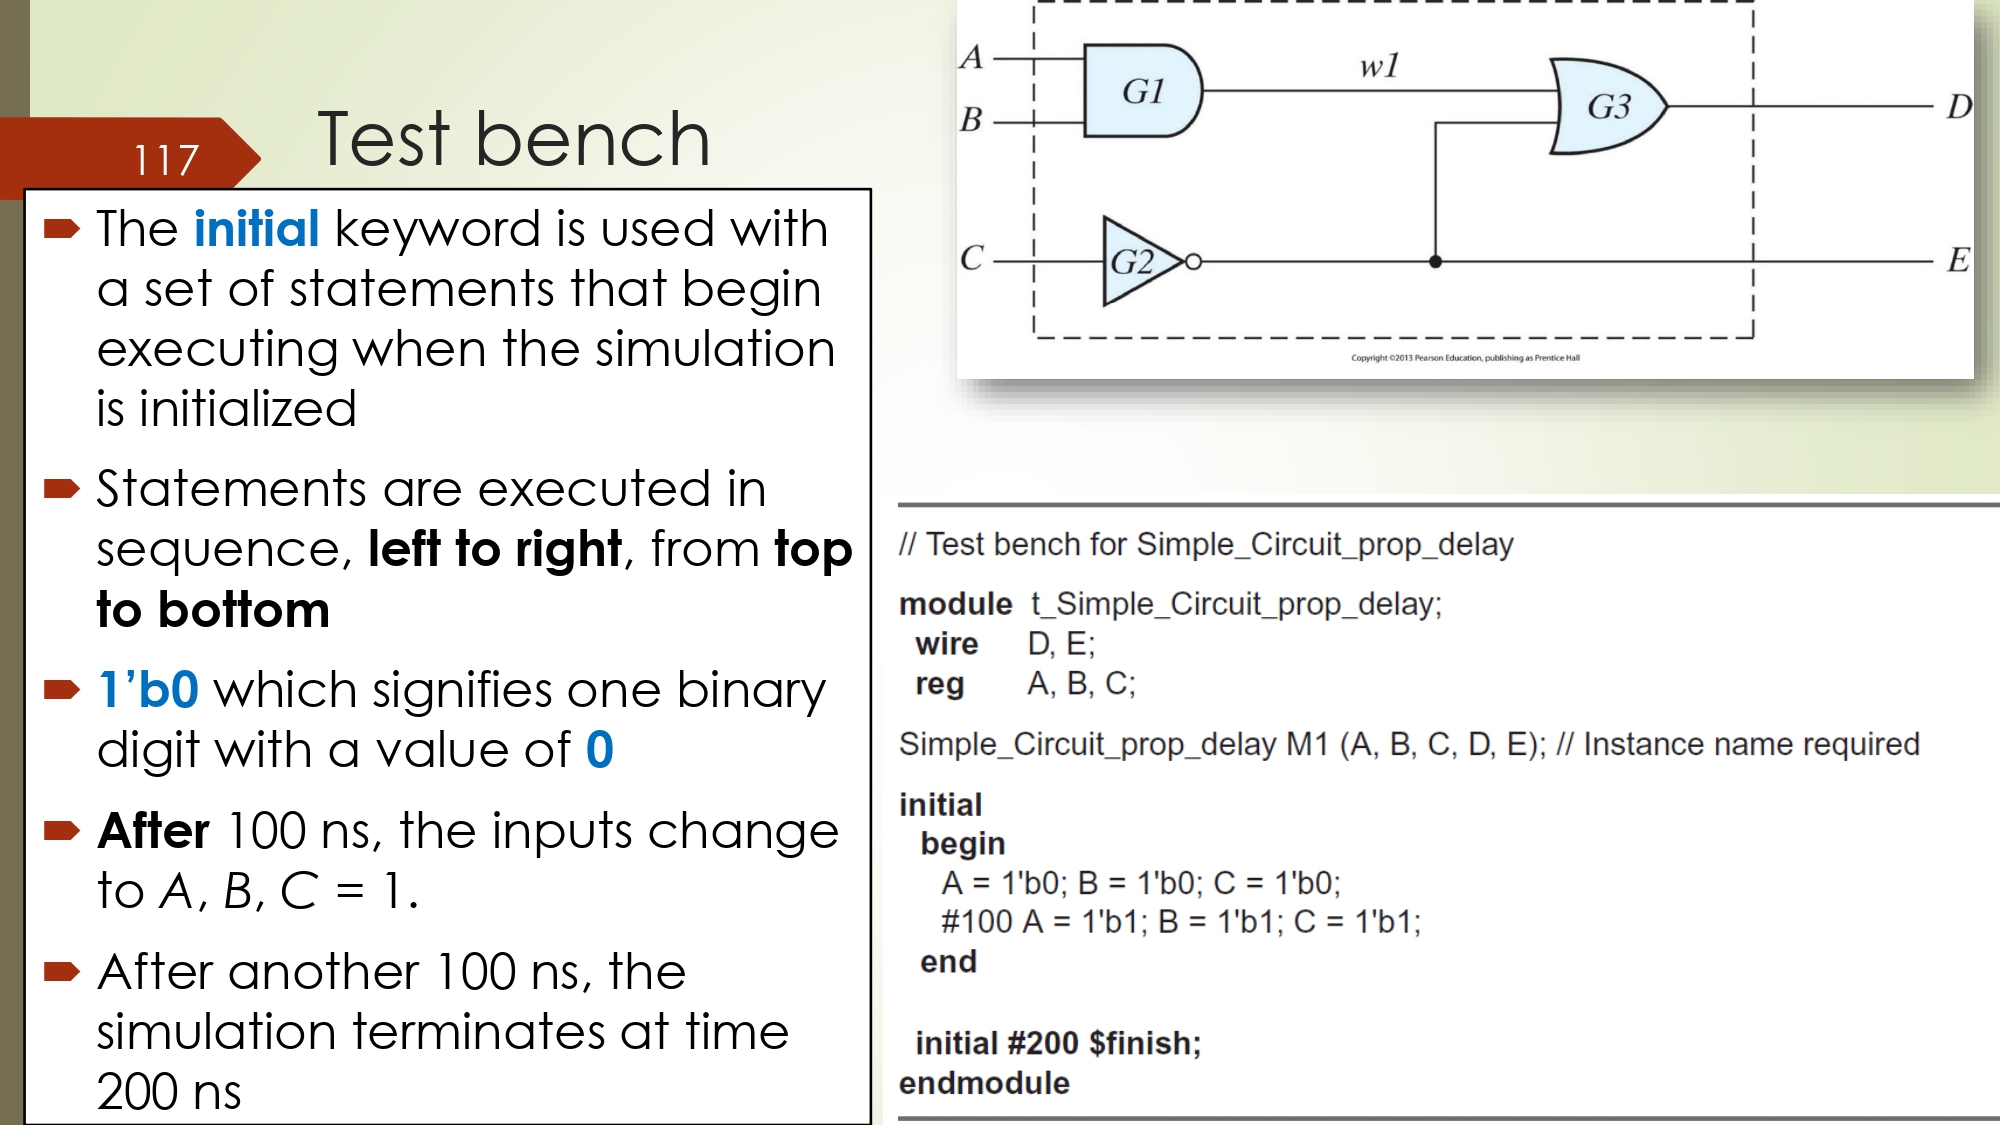 117
Test bench
The initial keyword is used with
a set of statements that begin
executing when the simulation
is initialized
Statements are executed in
sequence, left to right, from top
to bottom
1’b0 which signifies one binary
digit with a value of 0
After 100 ns, the inputs change
to A, B, C = 1.
After another 100 ns, the
simulation terminates at time
200 ns
A
B
C
G1
w1
G3
G2
D
E
Copyright ©2013 Pearson Education, publishing as Prentice Hall
// Test bench for Simple_Circuit_prop_delay
module t_Simple_Circuit_prop_delay;
wire D, E;
reg A, B, C;
Simple_Circuit_prop_delay M1 (A, B, C, D, E); // Instance name required
initial
begin
A = 1'b0; B = 1'b0; C = 1'b0;
#100 A = 1'b1; B = 1'b1; C = 1'b1;
end
initial #200 $finish;
endmodule